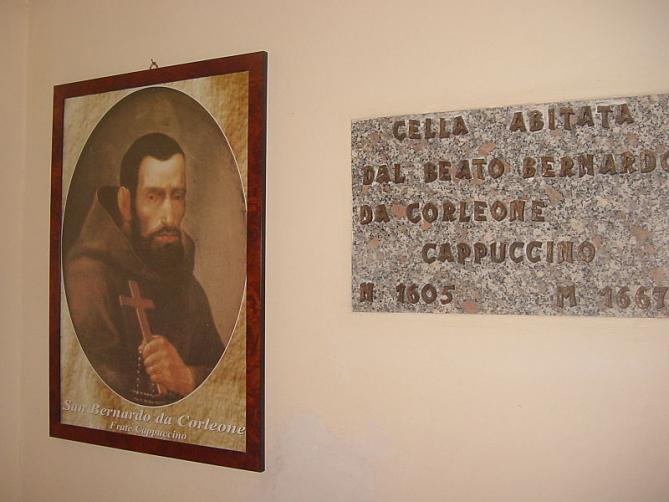 San Bernardo da Corleone
Frate Cappuccino
CELLA ABITATA
DAL BEATO BERNARDO
DA CORLEONE
CAPPUCCINO
N 1605 M 1667